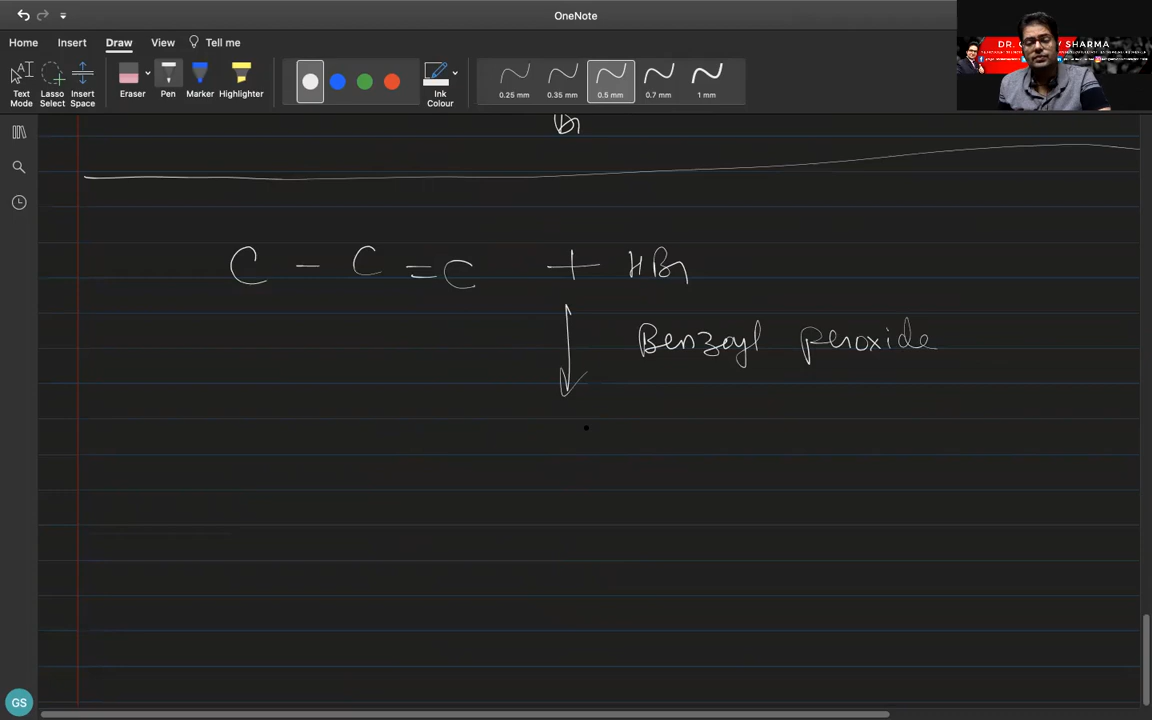 OneNote
Home Insert Draw View Tell me
Text Mode
Lasso Select
Insert Space
Eraser
Pen
Marker
Highlighter
Ink Colour
0.25 mm
0.35 mm
0.5 mm
0.7 mm
1 mm
SHARMA
Br
C - C = C + HBr
Benzoyl peroxide
GS